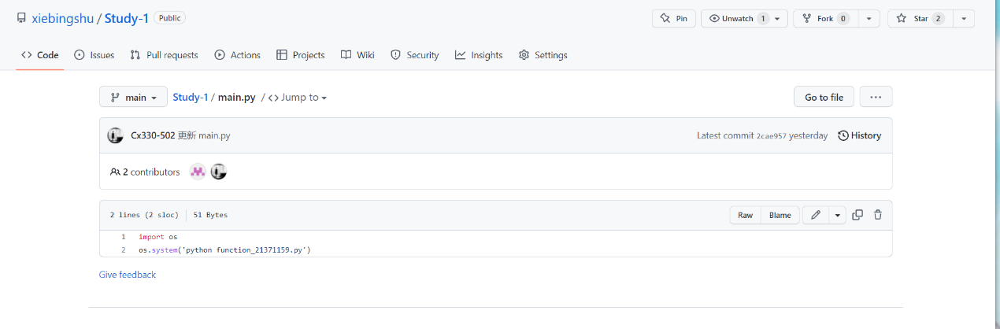 xiebingshu / Study-1 Public Pin Unwatch 1 Fork 0 Star 2
Code Issues Pull requests Actions Projects Wiki Security Insights Settings
main Study-1 / main.py / <> Jump to Go to file ...
Cx330-502 更新 main.py Latest commit 2cae957 yesterday History
2 contributors
2 lines (2 sloc) 51 Bytes Raw Blame
1 import os
2 os.system('python function_21371159.py')
Give feedback